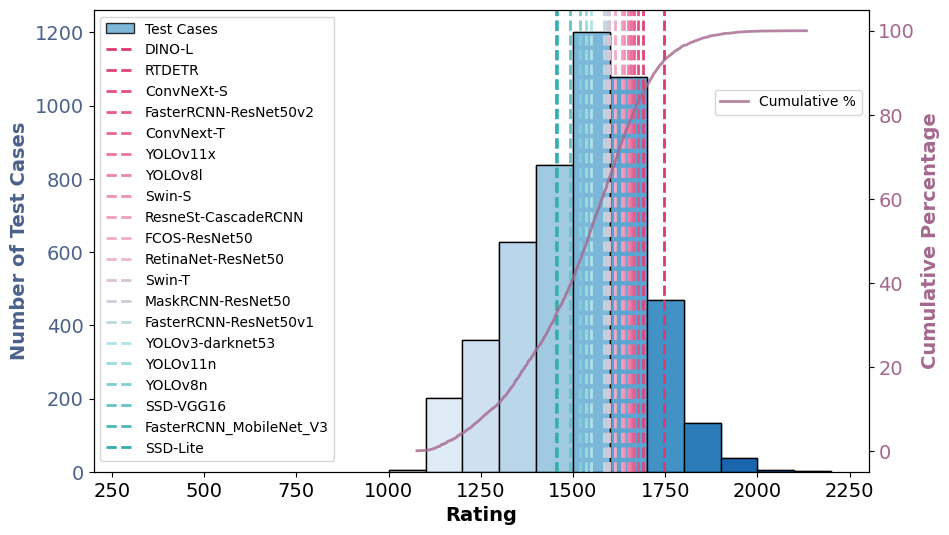 Number of Test Cases
1200
1000
800
600
400
200
0
Test Cases
DINO-L
RTDETR
ConvNeXt-S
FasterRCNN-ResNet50v2
ConvNext-T
YOLOv11x
YOLOv8l
Swin-S
ResneSt-CascadeRCNN
FCOS-ResNet50
RetinaNet-ResNet50
Swin-T
MaskRCNN-ResNet50
FasterRCNN-ResNet50v1
YOLOv3-darknet53
YOLOv11n
YOLOv8n
SSD-VGG16
FasterRCNN_MobileNet_V3
SSD-Lite
Cumulative %
100
80
60
40
20
0
Cumulative Percentage
250 500 750 1000 1250 1500 1750 2000 2250
Rating